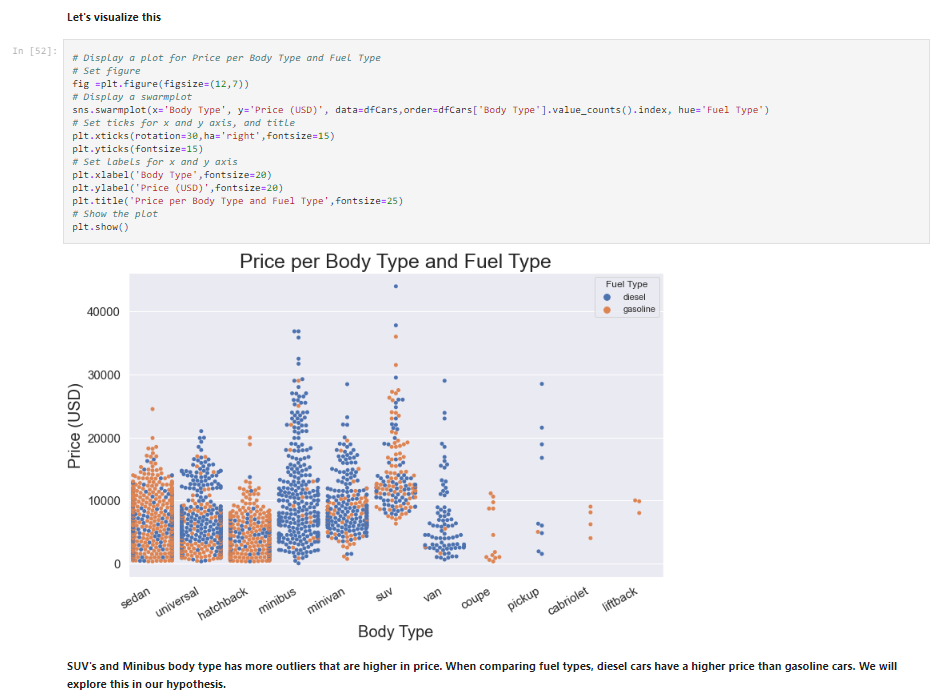 Let's visualize this
In [52]:
# Display a plot for Price per Body Type and Fuel Type
# Set figure
fig =plt.figure(figsize=(12,7))
# Display a swarmplot
sns.swarmplot(x='Body Type', y='Price (USD)', data=dfCars,order=dfCars['Body Type'].value_counts().index, hue='Fuel Type')
# Set ticks for x and y axis, and title
plt.xticks(rotation=30,ha='right',fontsize=15)
plt.yticks(fontsize=15)
# Set Labels for x and y axis
plt.xlabel('Body Type',fontsize=20)
plt.ylabel('Price (USD)',fontsize=20)
plt.title('Price per Body Type and Fuel Type',fontsize=25)
# Show the plot
plt.show()
Price per Body Type and Fuel Type
Fuel Type
diesel
gasoline
Price (USD)
40000
30000
20000
10000
0
sedan
universal
hatchback
minibus
minivan
suv
van
coupe
pickup
cabriolet
liftback
Body Type
SUV's and Minibus body type has more outliers that are higher in price. When comparing fuel types, diesel cars have a higher price than gasoline cars. We will
explore this in our hypothesis.